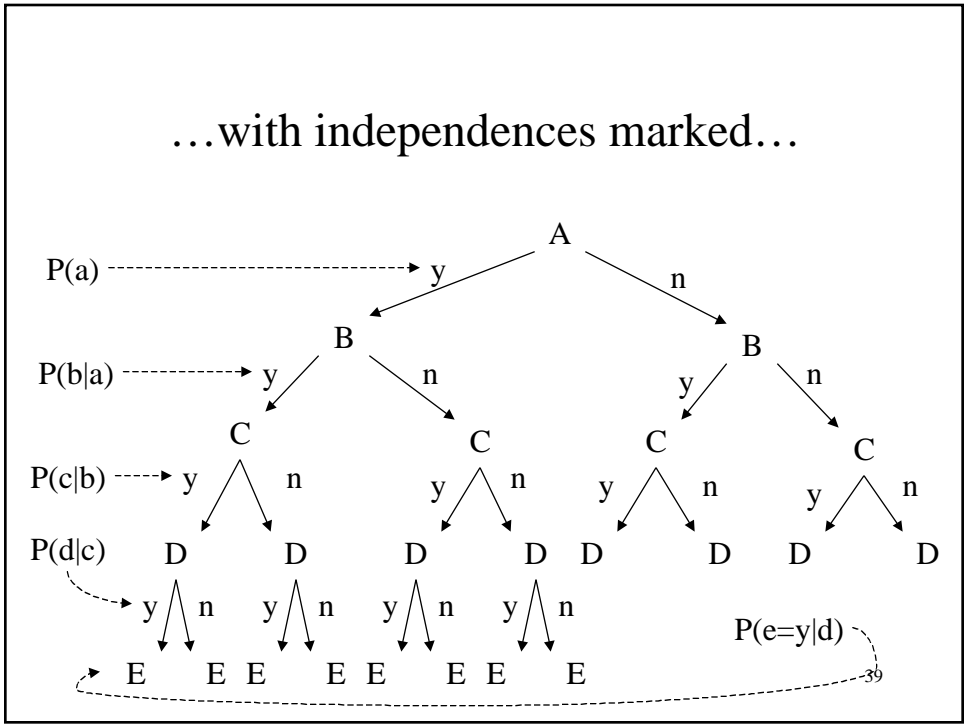 …with independences marked…
A
P(a) y n
B B
P(b|a) y n y n
C C C C
P(c|b) y n y n y n y n
P(d|c) D D D D D D D D
y n y n y n y n
P(e=y|d)
E E E E E E E E
39